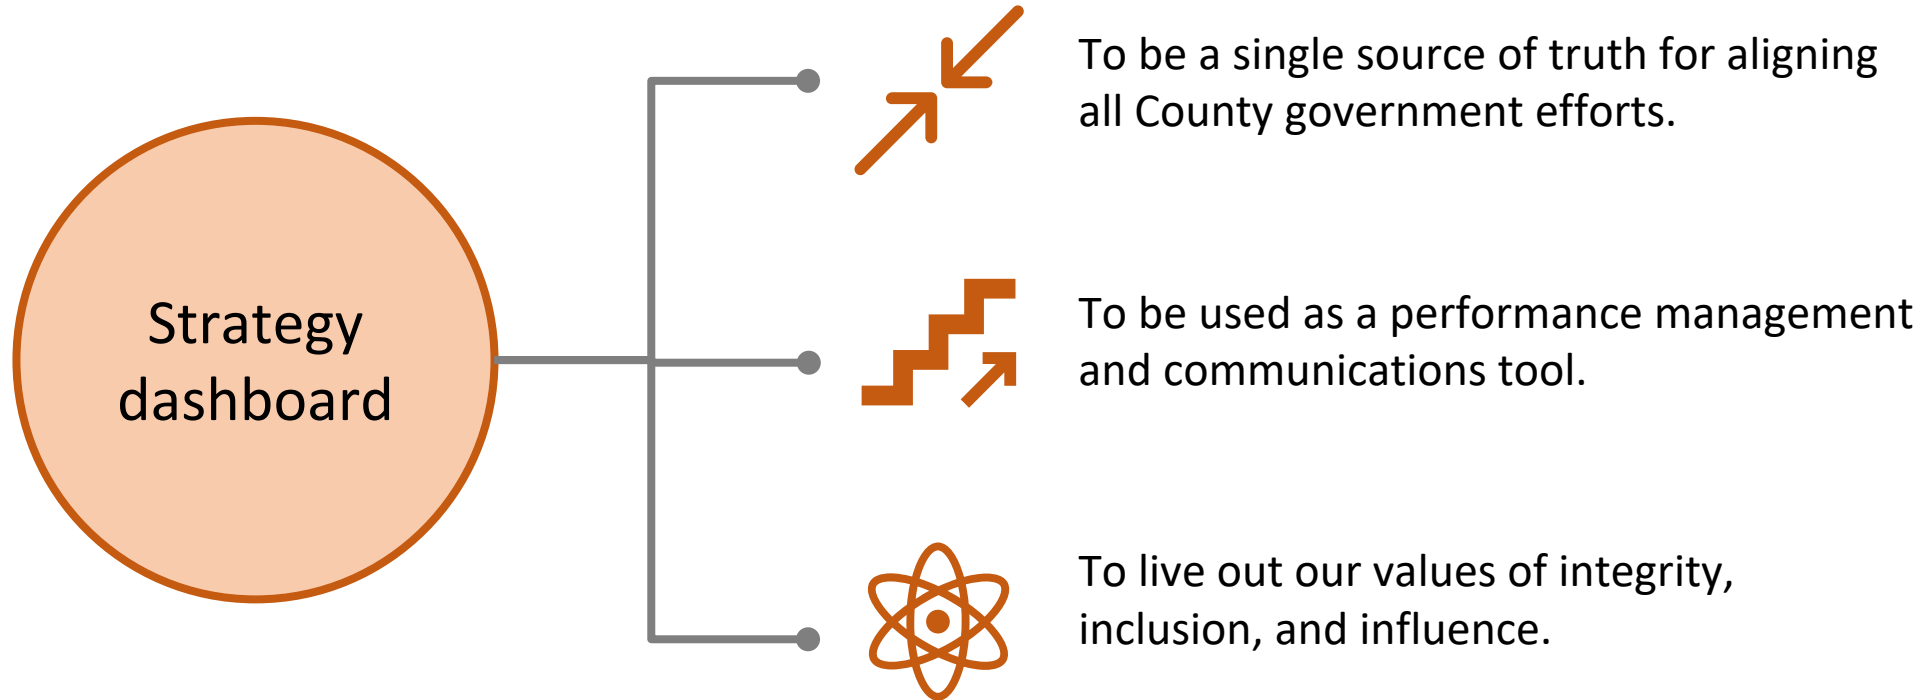 Strategy
dashboard
To be a single source of truth for aligning
all County government efforts.
To be used as a performance management
and communications tool.
To live out our values of integrity,
inclusion, and influence.